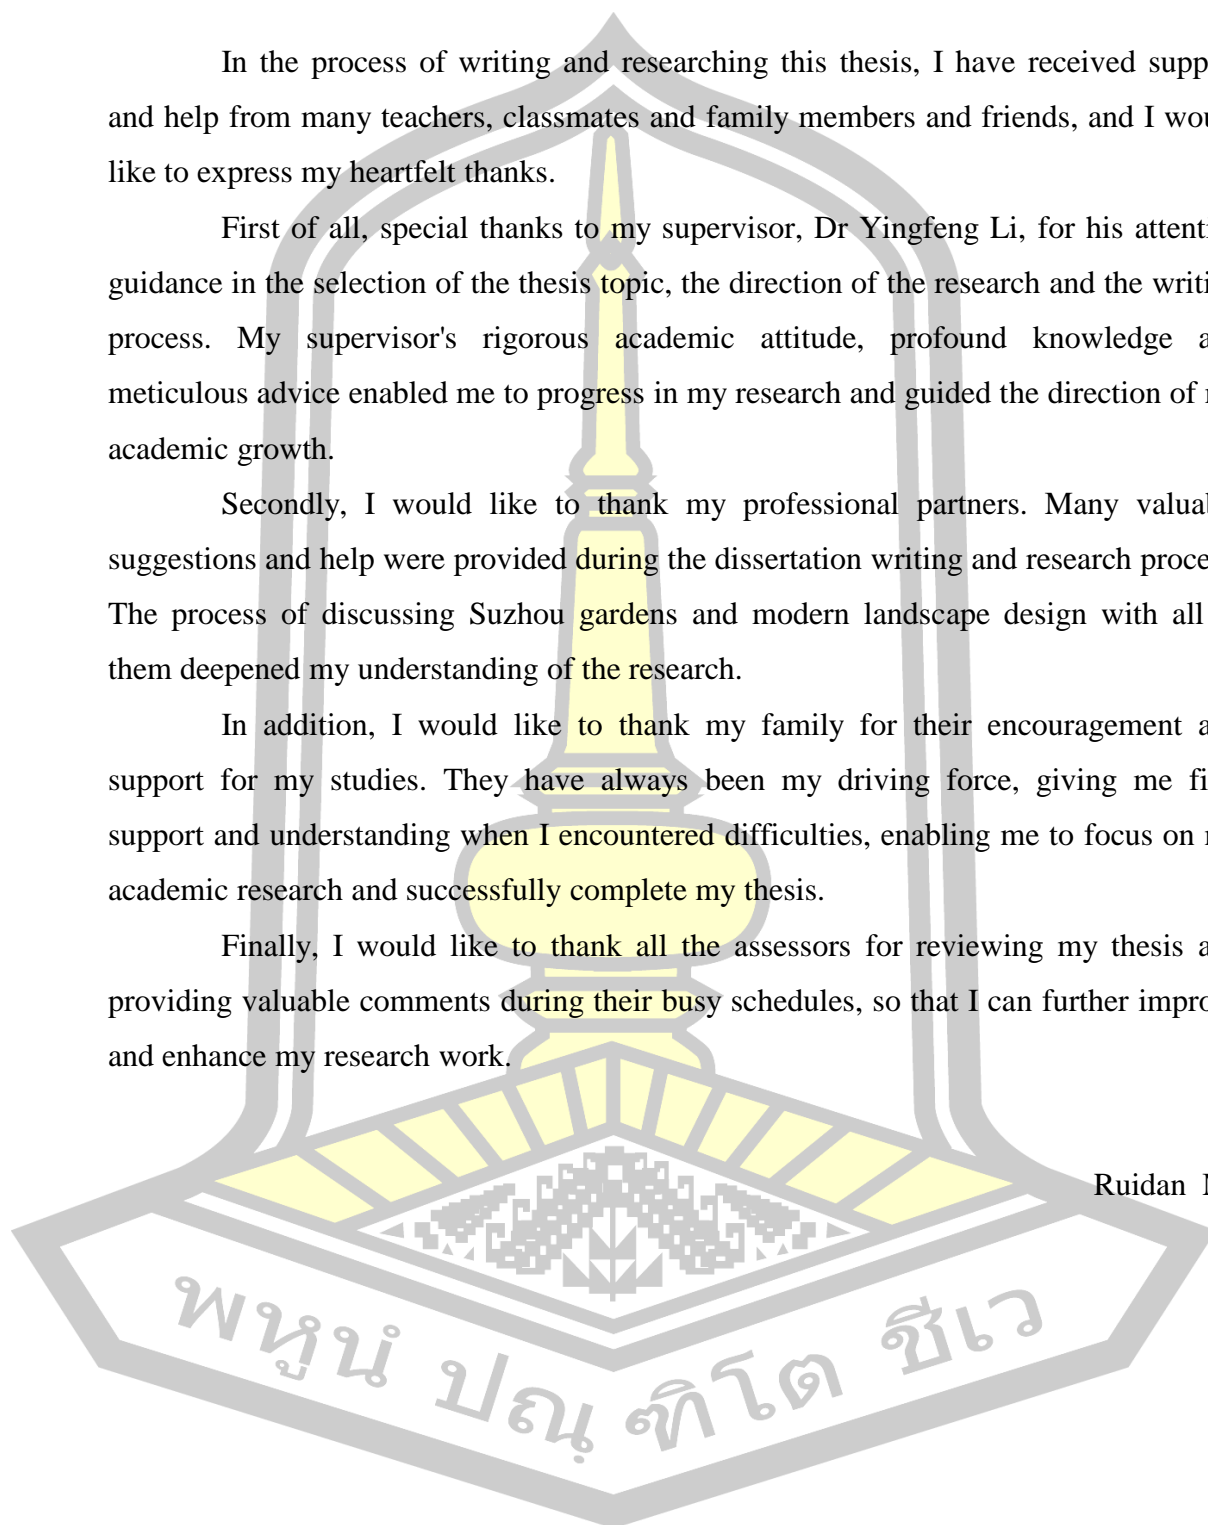 In the process of writing and researching this thesis, I have received supp
and help from many teachers, classmates and family members and friends, and I wou
like to express my heartfelt thanks.
First of all, special thanks to my supervisor, Dr Yingfeng Li, for his attenti
guidance in the selection of the thesis topic, the direction of the research and the writi
process. My supervisor's rigorous academic attitude, profound knowledge a
meticulous advice enabled me to progress in my research and guided the direction of
academic growth.
Secondly, I would like to thank my professional partners. Many valuab
suggestions and help were provided during the dissertation writing and research proce
The process of discussing Suzhou gardens and modern landscape design with all
them deepened my understanding of the research.
In addition, I would like to thank my family for their encouragement a
support for my studies. They have always been my driving force, giving me fi
support and understanding when I encountered difficulties, enabling me to focus on
academic research and successfully complete my thesis.
Finally, I would like to thank all the assessors for reviewing my thesis a
providing valuable comments during their busy schedules, so that I can further impro
and enhance my research work.
Ruidan
พหูนํ ปณฺฑิโต ชีเว